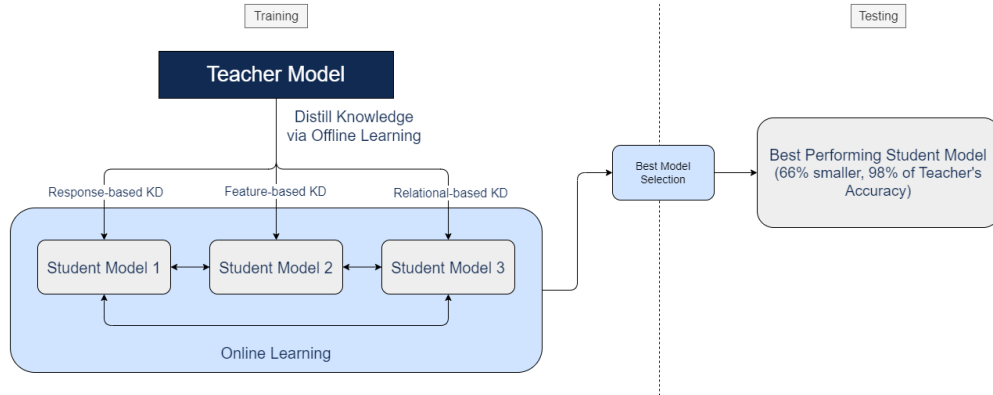 Training
Testing
Teacher Model
Distill Knowledge
via Offline Learning
Response-based KD
Feature-based KD
Relational-based KD
Student Model 1
Student Model 2
Student Model 3
Online Learning
Best Model
Selection
Best Performing Student Model
(66% smaller, 98% of Teacher's
Accuracy)